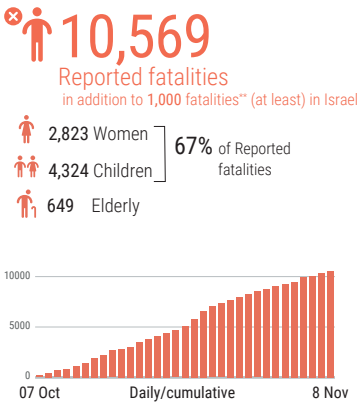 10,569
Reported fatalities
in addition to 1,000 fatalities** (at least) in Israel
2,823 Women
67% of Reported
fatalities
4,324 Children
649 Elderly
10000
5000
0
07 Oct Daily/cumulative 8 Nov